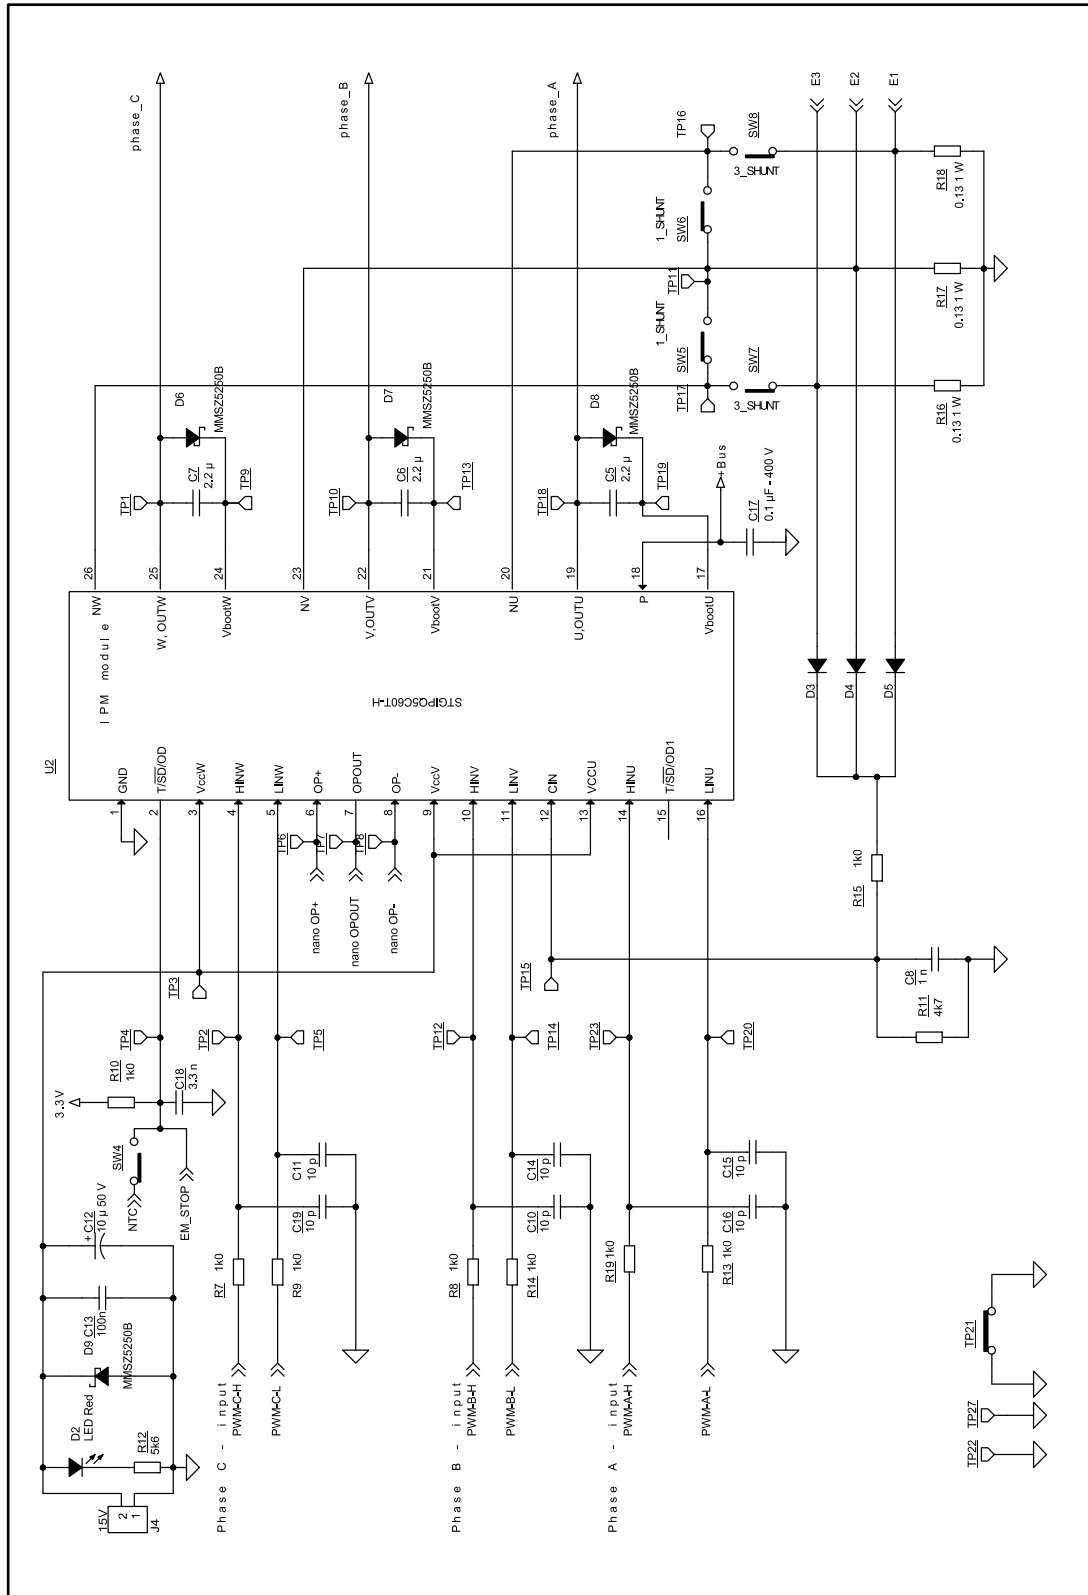 15V
2
1
J4
D2
LED Red
R12
5k6
D9
MMSZ5250B
C13
100n
+ C12
10 µ 50 V
NTC
SW4
EM_STOP
3.3V
R10
1k0
C18
3.3 n
TP4
TP3
Phase C - input
PWM-C-H
PWM-C-L
R7 1k0
R9 1k0
C19
10 p
C11
10 p
TP2
TP5
nano OP+
nano OPOUT
nano OP-
TP6
TP7
TP8
Phase B - input
PWM-B-H
PWM-B-L
R8 1k0
R14 1k0
C10
10 p
C14
10 p
TP12
TP14
TP15
Phase A - input
PWM-A-H
PWM-A-L
R19 1k0
R13 1k0
C16
10 p
C15
10 p
TP23
TP20
U2
IPM module
STGIPQ5C60T-H
1 GND
2 T/SD/OD
3 VccW
4 HINW
5 LINW
6 OP+
7 OPOUT
8 OP-
9 VccV
10 HINV
11 LINV
12 CIN
13 VCCU
14 HINU
15 T/SD/OD1
16 LINU
NW 26
W, OUTW 25
VbootW 24
NV 23
V,OUTV 22
VbootV 21
NU 20
U,OUTU 19
P 18
VbootU 17
TP1
C7
2.2 µ
TP9
D6
MMSZ5250B
phase_C
TP10
C6
2.2 µ
TP13
D7
MMSZ5250B
phase_B
TP18
C5
2.2 µ
TP19
D8
MMSZ5250B
phase_A
+Bus
C17
0.1 µF - 400 V
TP17
SW5
1_SHUNT
TP11
SW6
1_SHUNT
TP16
SW7
3_SHUNT
SW8
3_SHUNT
E3
E2
E1
R16
0.13 1 W
R17
0.13 1 W
R18
0.13 1 W
D3
D4
D5
R15
1k0
C8
1 n
R11
4k7
TP22
TP27
TP21